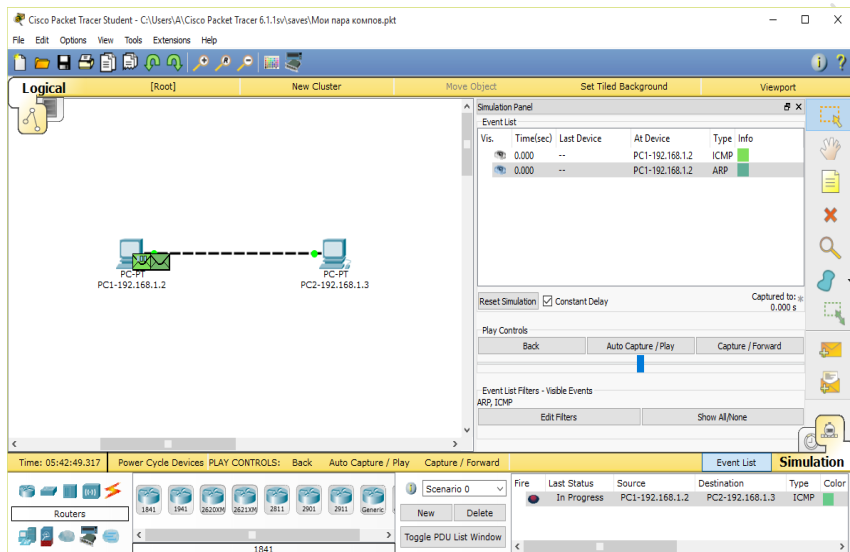 Cisco Packet Tracer Student - C:\Users\A\Cisco Packet Tracer 6.1.1sv\saves\Мои пара компов.pkt
File Edit Options View Tools Extensions Help
Logical [Root] New Cluster Move Object Set Tiled Background Viewport
Simulation Panel
Event List
Vis. Time(sec) Last Device At Device Type Info
0.000 -- PC1-192.168.1.2 ICMP
0.000 -- PC1-192.168.1.2 ARP
PC-PT
PC1-192.168.1.2
PC-PT
PC2-192.168.1.3
Reset Simulation Constant Delay
Captured to: *
0.000 s
Play Controls
Back Auto Capture / Play Capture / Forward
Event List Filters - Visible Events
ARP, ICMP
Edit Filters Show All/None
Time: 05:42:49.317 Power Cycle Devices PLAY CONTROLS: Back Auto Capture / Play Capture / Forward Event List Simulation
Routers
1841 1941 2620XM 2621XM 2811 2901 2911 Generic
1841
Scenario 0
New Delete
Toggle PDU List Window
Fire Last Status Source Destination Type Color
In Progress PC1-192.168.1.2 PC2-192.168.1.3 ICMP